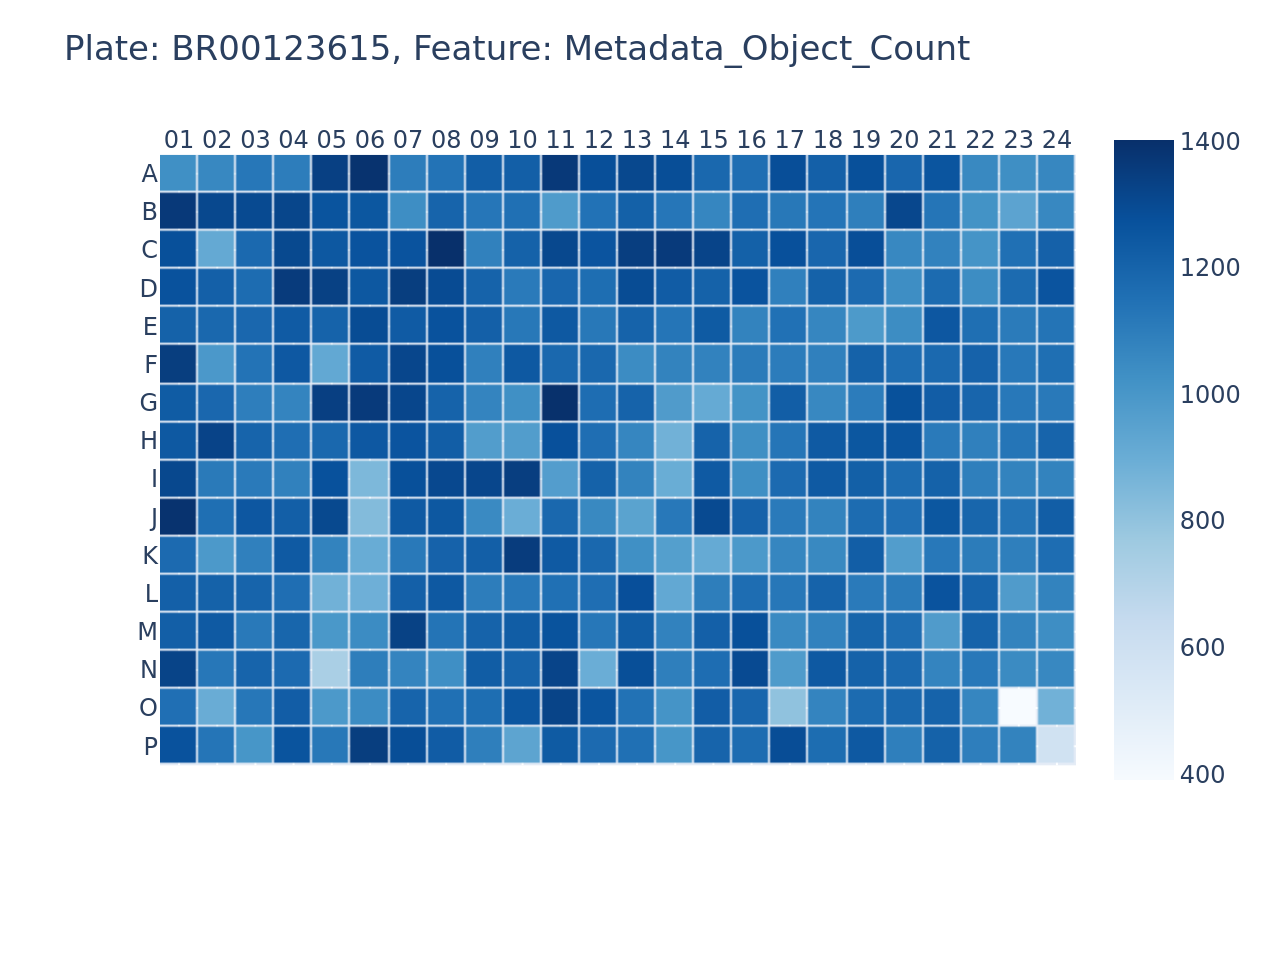 Plate: BR00123615, Feature: Metadata_Object_Count
01 02 03 04 05 06 07 08 09 10 11 12 13 14 15 16 17 18 19 20 21 22 23 24
A
B
C
D
E
F
G
H
I
J
K
L
M
N
O
P
1400
1200
1000
800
600
400